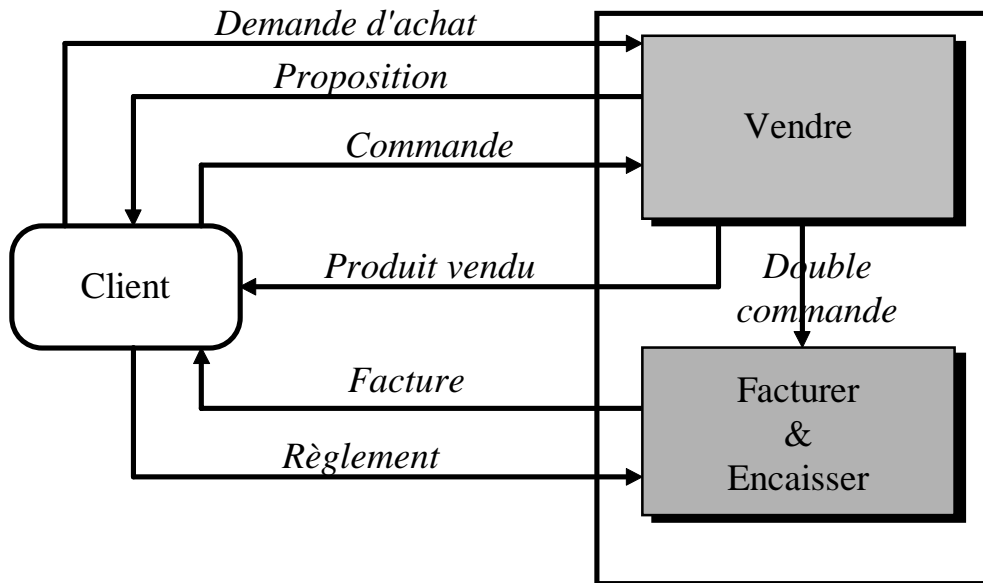 Demande d'achat
Proposition
Vendre
Commande
Produit vendu
Double
commande
Client
Facture
Facturer
&
Encaisser
Règlement